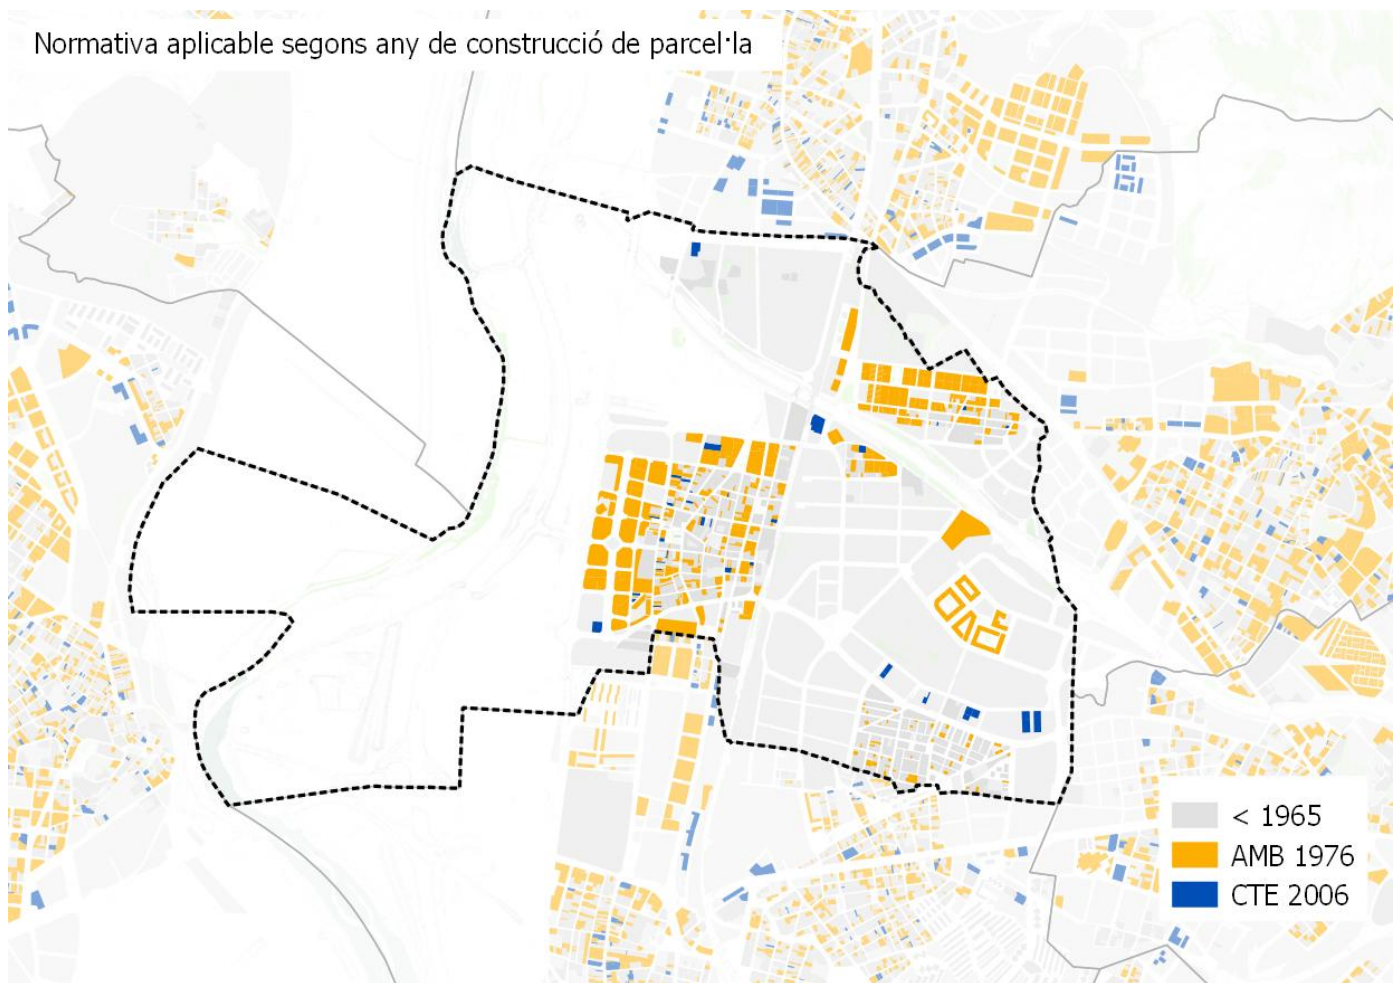 Normativa aplicable segons any de construcció de parcel·la
< 1965
AMB 1976
CTE 2006